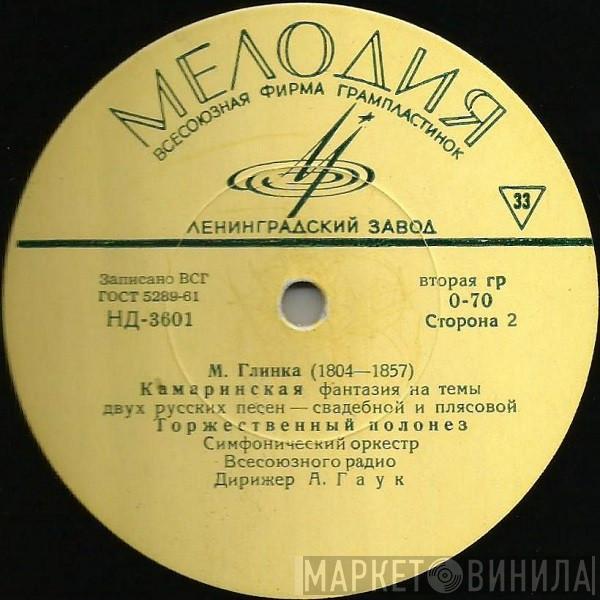 МЕЛОДИЯ
ВСЕСОЮЗНАЯ ФИРМА ГРАМПЛАСТИНОК
33
ЛЕНИНГРАДСКИЙ ЗАВОД
Записано ВСГ
ГОСТ 5289-61
НД-3601
вторая гр
0-70
Сторона 2
М. Глинка (1804—1857)
Камаринская фантазия на темы
двух русских песен — свадебной и плясовой
Торжественный полонез
Симфонический оркестр
Всесоюзного радио
Дирижер А. Гаук
МАРКЕТ ВИНИЛА